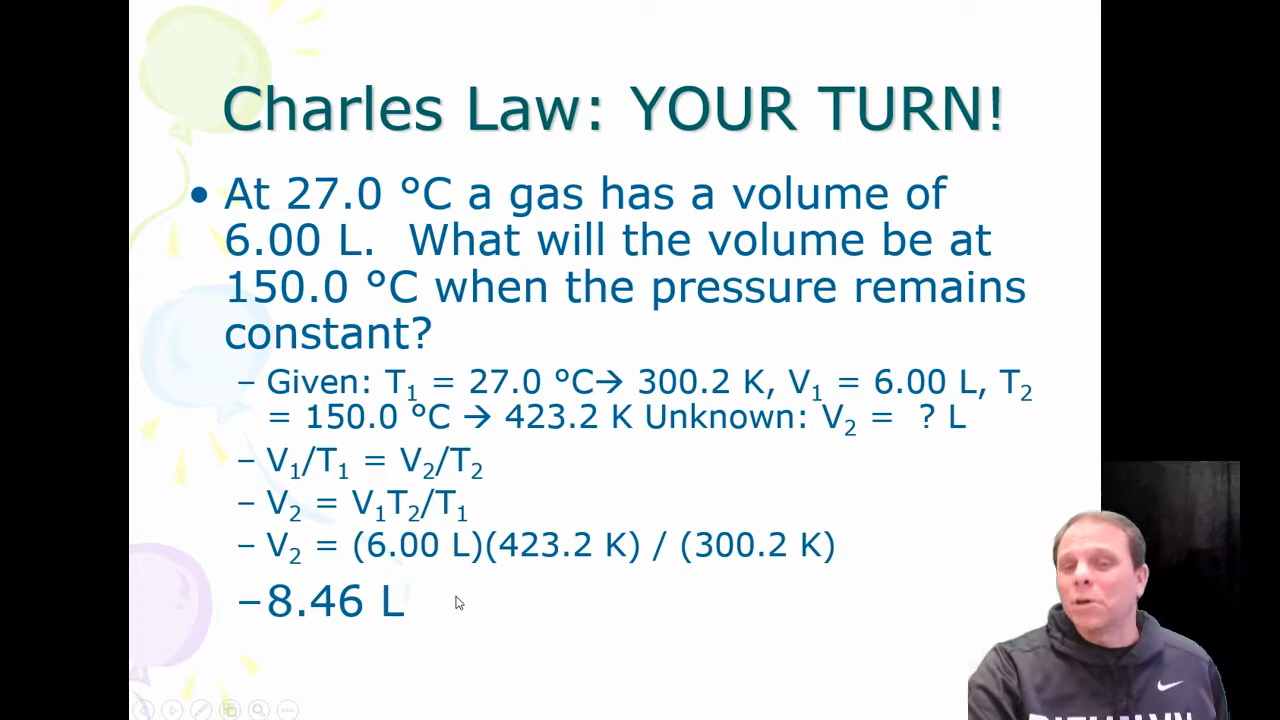 Charles Law: YOUR TURN!
• At 27.0 °C a gas has a volume of
6.00 L. What will the volume be at
150.0 °C when the pressure remains
constant?
– Given: T₁ = 27.0 °C→ 300.2 K, V₁ = 6.00 L, T₂
= 150.0 °C → 423.2 K Unknown: V₂ = ? L
– V₁/T₁ = V₂/T₂
– V₂ = V₁T₂/T₁
– V₂ = (6.00 L)(423.2 K) / (300.2 K)
–8.46 L